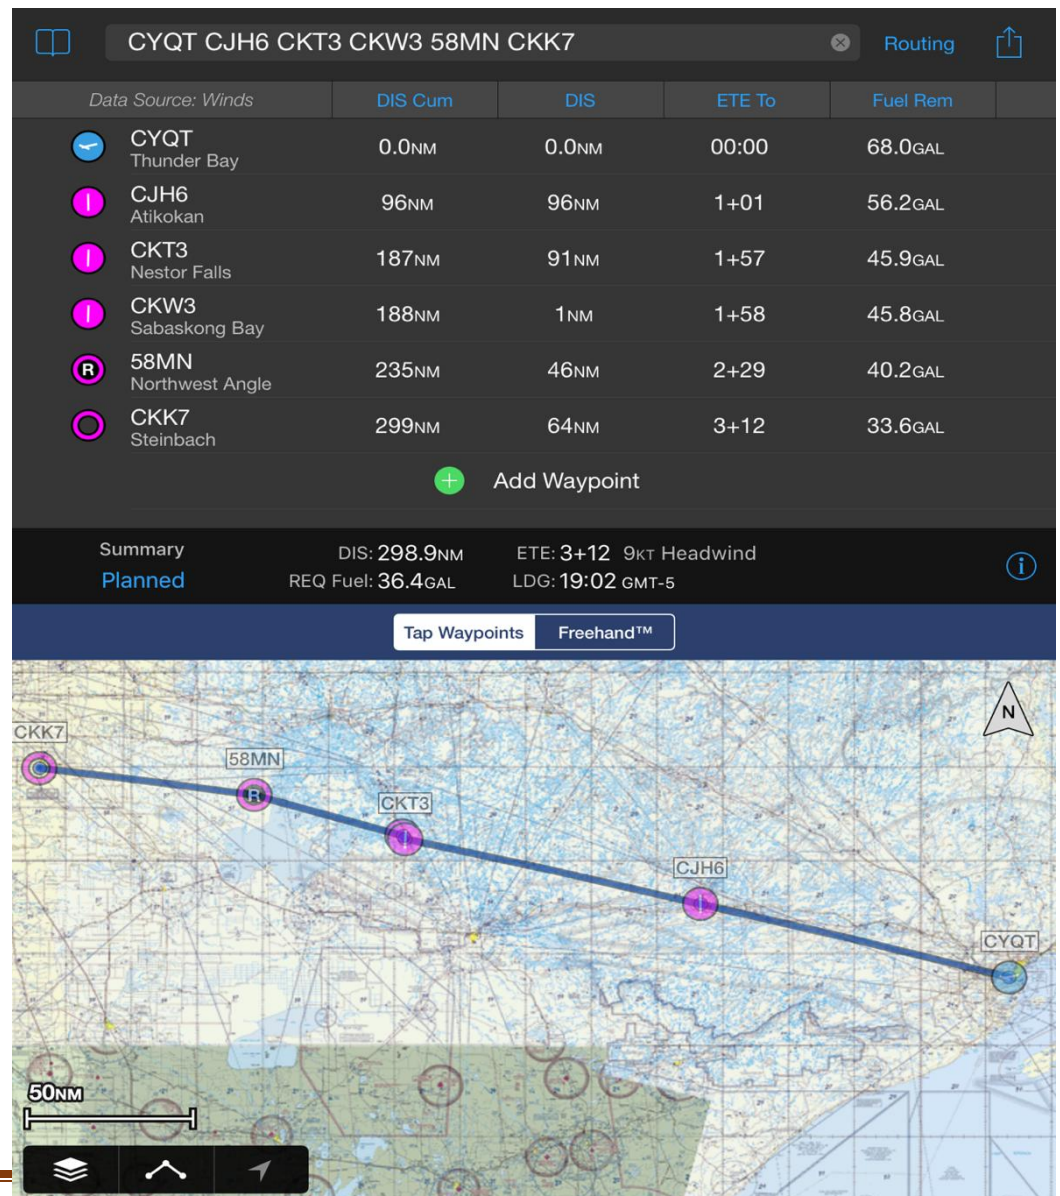 CYQT CJH6 CKT3 CKW3 58MN CKK7 Routing
Data Source: Winds DIS Cum DIS ETE To Fuel Rem
CYQT 0.0NM 0.0NM 00:00 68.0GAL
Thunder Bay
CJH6 96NM 96NM 1+01 56.2GAL
Atikokan
CKT3 187NM 91NM 1+57 45.9GAL
Nestor Falls
CKW3 188NM 1NM 1+58 45.8GAL
Sabaskong Bay
R 58MN 235NM 46NM 2+29 40.2GAL
Northwest Angle
CKK7 299NM 64NM 3+12 33.6GAL
Steinbach
Add Waypoint
Summary DIS: 298.9NM ETE: 3+12 9KT Headwind
Planned REQ Fuel: 36.4GAL LDG: 19:02 GMT-5
Tap Waypoints Freehand™
N
CKK7
58MN
R
CKT3
CJH6
CYQT
50NM